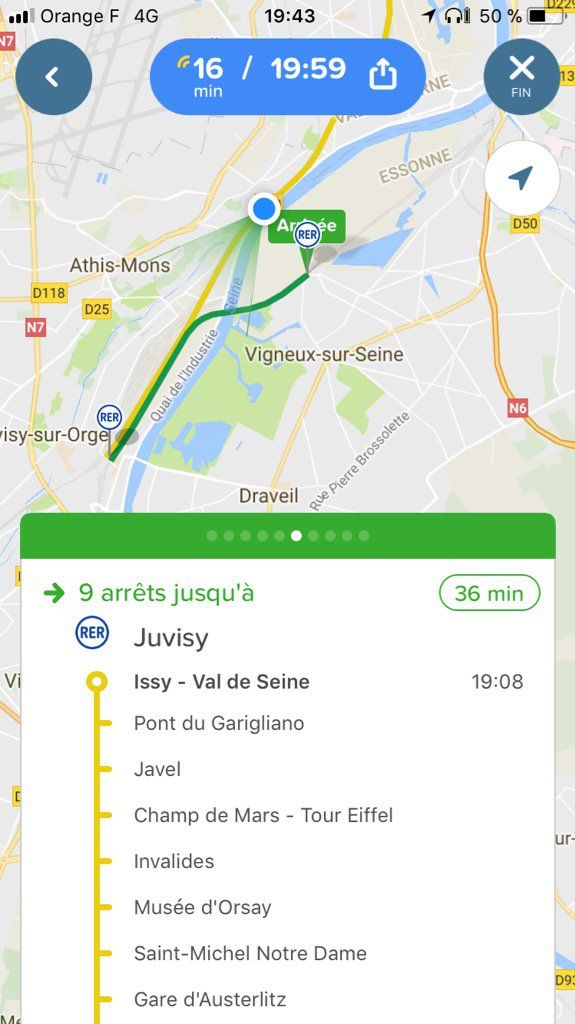 Orange F 4G 19:43 50 %
D229
N7
16 / 19:59
min
FIN
ESSONNE
Arrivée
RER
D50
Athis-Mons
D118
D25
N7
Seine
Quai de l'Industrie
Vigneux-sur-Seine
RER
N6
visy-sur-Orge
Rue Pierre Brossolette
Draveil
9 arrêts jusqu'à 36 min
RER Juvisy
Issy - Val de Seine 19:08
Pont du Garigliano
Javel
Champ de Mars - Tour Eiffel
Invalides
Musée d'Orsay
Saint-Michel Notre Dame
Gare d'Austerlitz